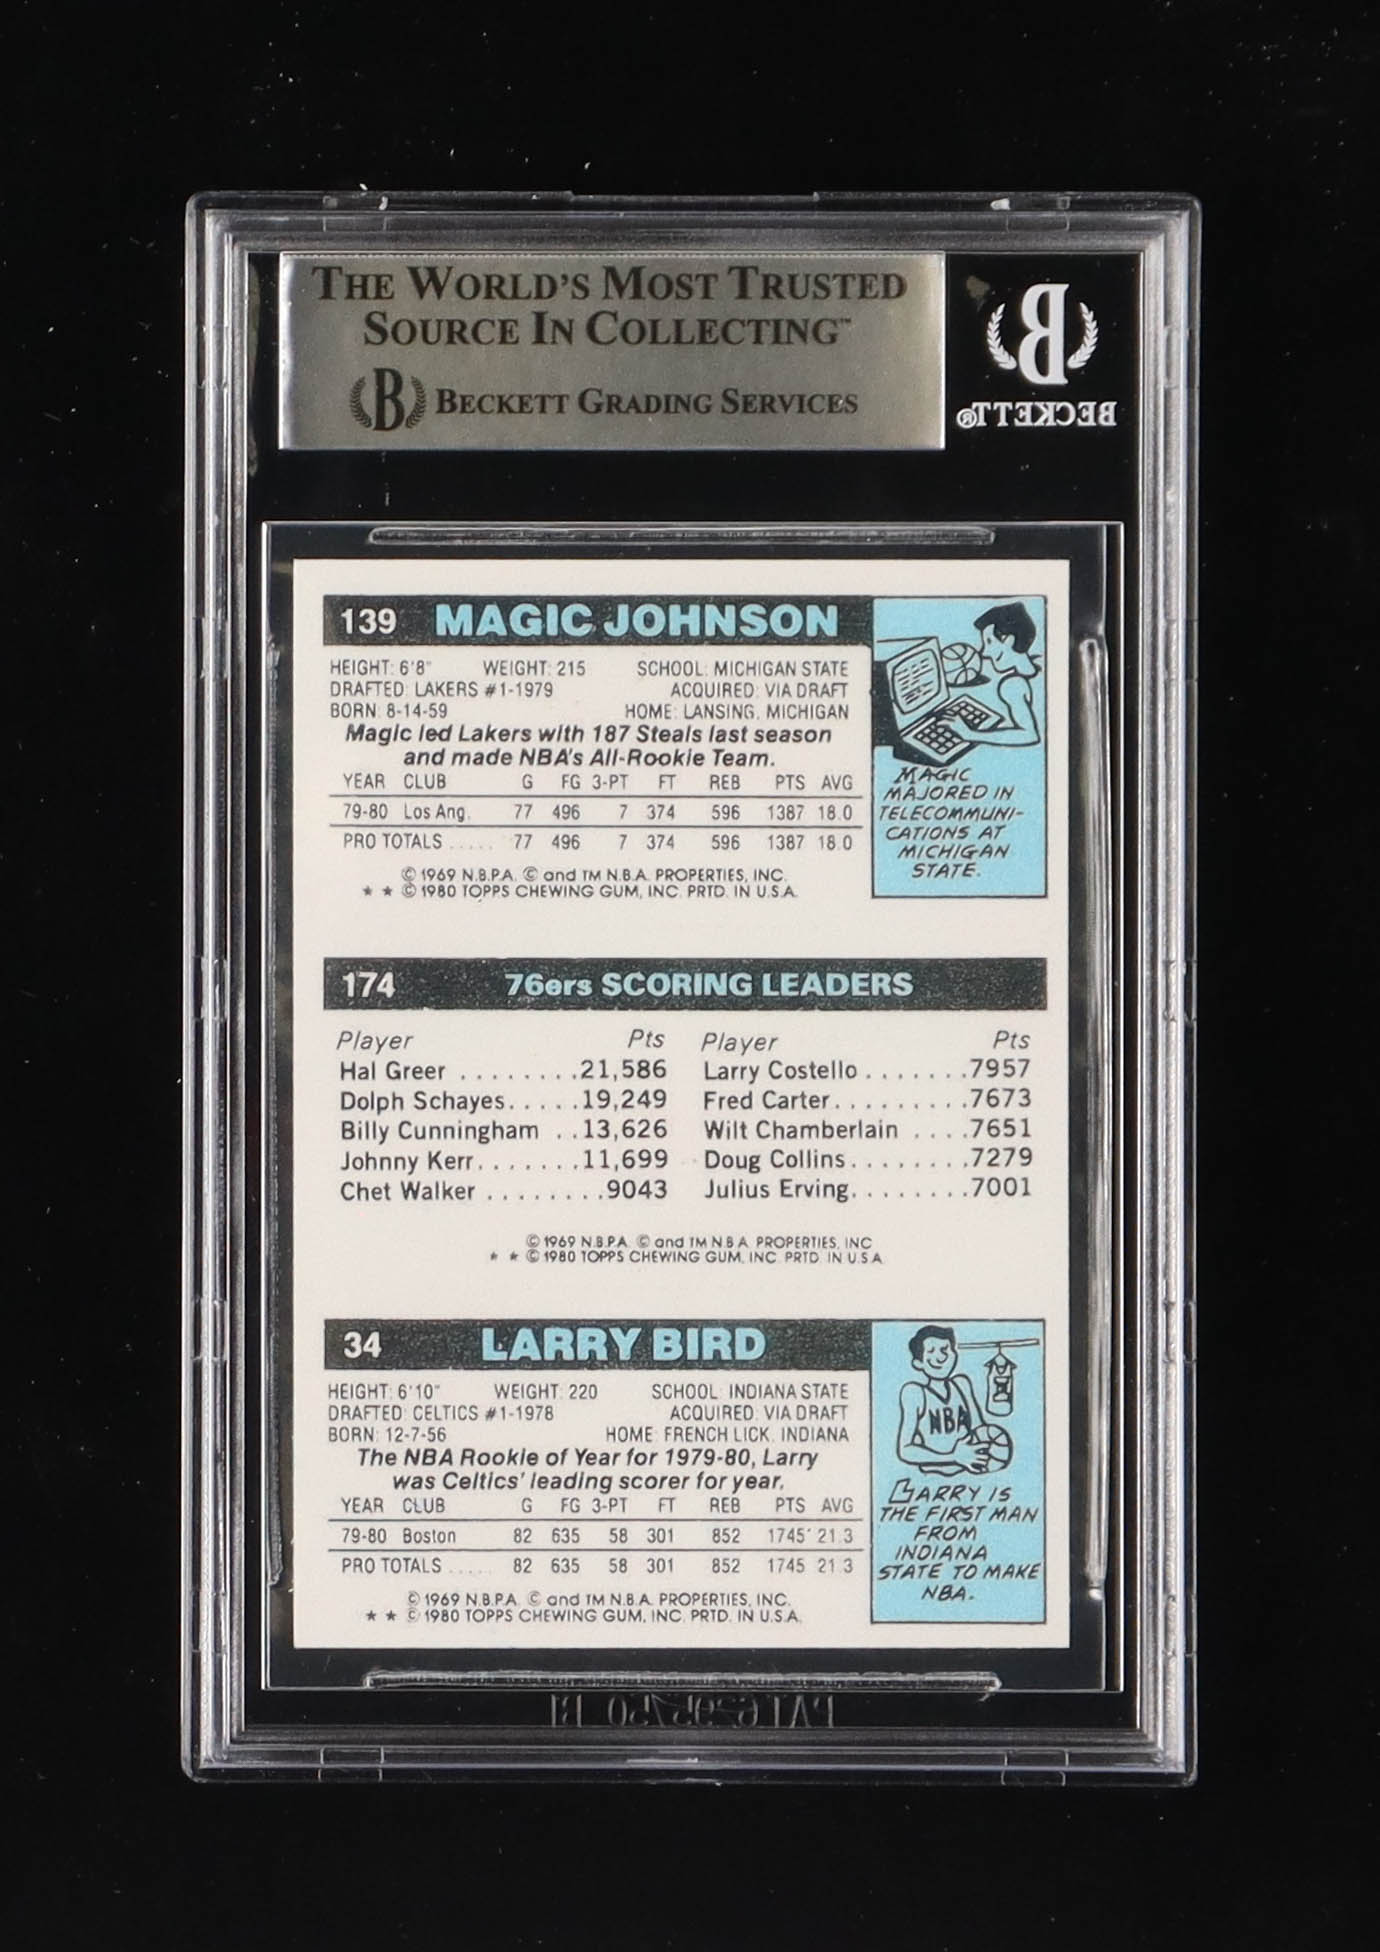 THE WORLD'S MOST TRUSTED
SOURCE IN COLLECTING™
B BECKETT GRADING SERVICES
B
BECKETT®
139 MAGIC JOHNSON
HEIGHT: 6'8" WEIGHT: 215 SCHOOL: MICHIGAN STATE
DRAFTED: LAKERS #1-1979 ACQUIRED: VIA DRAFT
BORN: 8-14-59 HOME: LANSING, MICHIGAN
Magic led Lakers with 187 Steals last season
and made NBA's All-Rookie Team.
YEAR CLUB G FG 3-PT FT REB PTS AVG
79-80 Los Ang. 77 496 7 374 596 1387 18.0
PRO TOTALS ..... 77 496 7 374 596 1387 18.0
© 1969 N.B.P.A. © and TM N.B.A. PROPERTIES, INC.
* * © 1980 TOPPS CHEWING GUM, INC. PRTD. IN U.S.A.
MAGIC
MAJORED IN
TELECOMMUNI-
CATIONS AT
MICHIGAN
STATE.
174 76ers SCORING LEADERS
Player Pts Player Pts
Hal Greer ........21,586 Larry Costello.......7957
Dolph Schayes.....19,249 Fred Carter.........7673
Billy Cunningham ..13,626 Wilt Chamberlain ....7651
Johnny Kerr.......11,699 Doug Collins........7279
Chet Walker ........9043 Julius Erving........7001
© 1969 N.B.P.A. © and TM N.B.A. PROPERTIES, INC
* * © 1980 TOPPS CHEWING GUM, INC. PRTD. IN U.S.A
34 LARRY BIRD
HEIGHT: 6'10" WEIGHT: 220 SCHOOL: INDIANA STATE
DRAFTED: CELTICS #1-1978 ACQUIRED: VIA DRAFT
BORN: 12-7-56 HOME: FRENCH LICK, INDIANA
The NBA Rookie of Year for 1979-80, Larry
was Celtics' leading scorer for year.
YEAR CLUB G FG 3-PT FT REB PTS AVG
79-80 Boston 82 635 58 301 852 1745 21.3
PRO TOTALS ..... 82 635 58 301 852 1745 21.3
© 1969 N.B.P.A. © and TM N.B.A. PROPERTIES, INC.
* * © 1980 TOPPS CHEWING GUM, INC. PRTD. IN U.S.A.
NBA
LARRY IS
THE FIRST MAN
FROM
INDIANA
STATE TO MAKE
NBA.